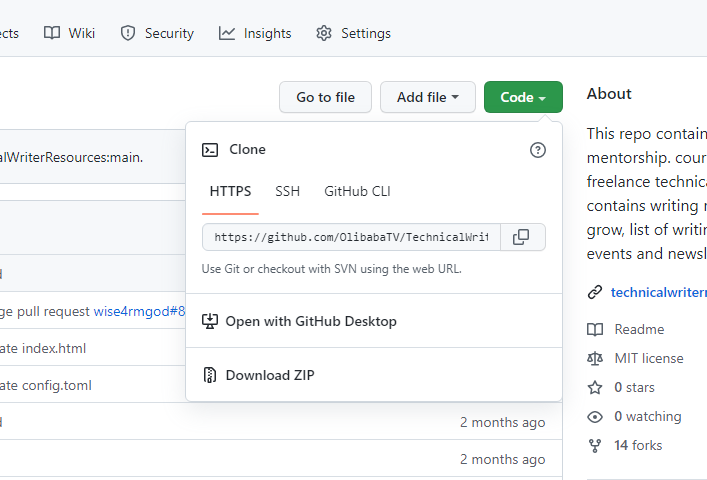 Wiki
Security
Insights
Settings
Go to file
Add file
Code
About
This repo contain
mentorship. cour
freelance technica
contains writing
grow, list of writi
events and newsl
alWriterResources:main.
Clone
HTTPS
SSH
GitHub CLI
https://github.com/OlibabaTV/TechnicalWrit
Use Git or checkout with SVN using the web URL.
Open with GitHub Desktop
Download ZIP
ge pull request wise4rmgod#8
ate index.html
ate config.toml
2 months ago
2 months ago
technicalwriter
Readme
MIT license
0 stars
0 watching
14 forks